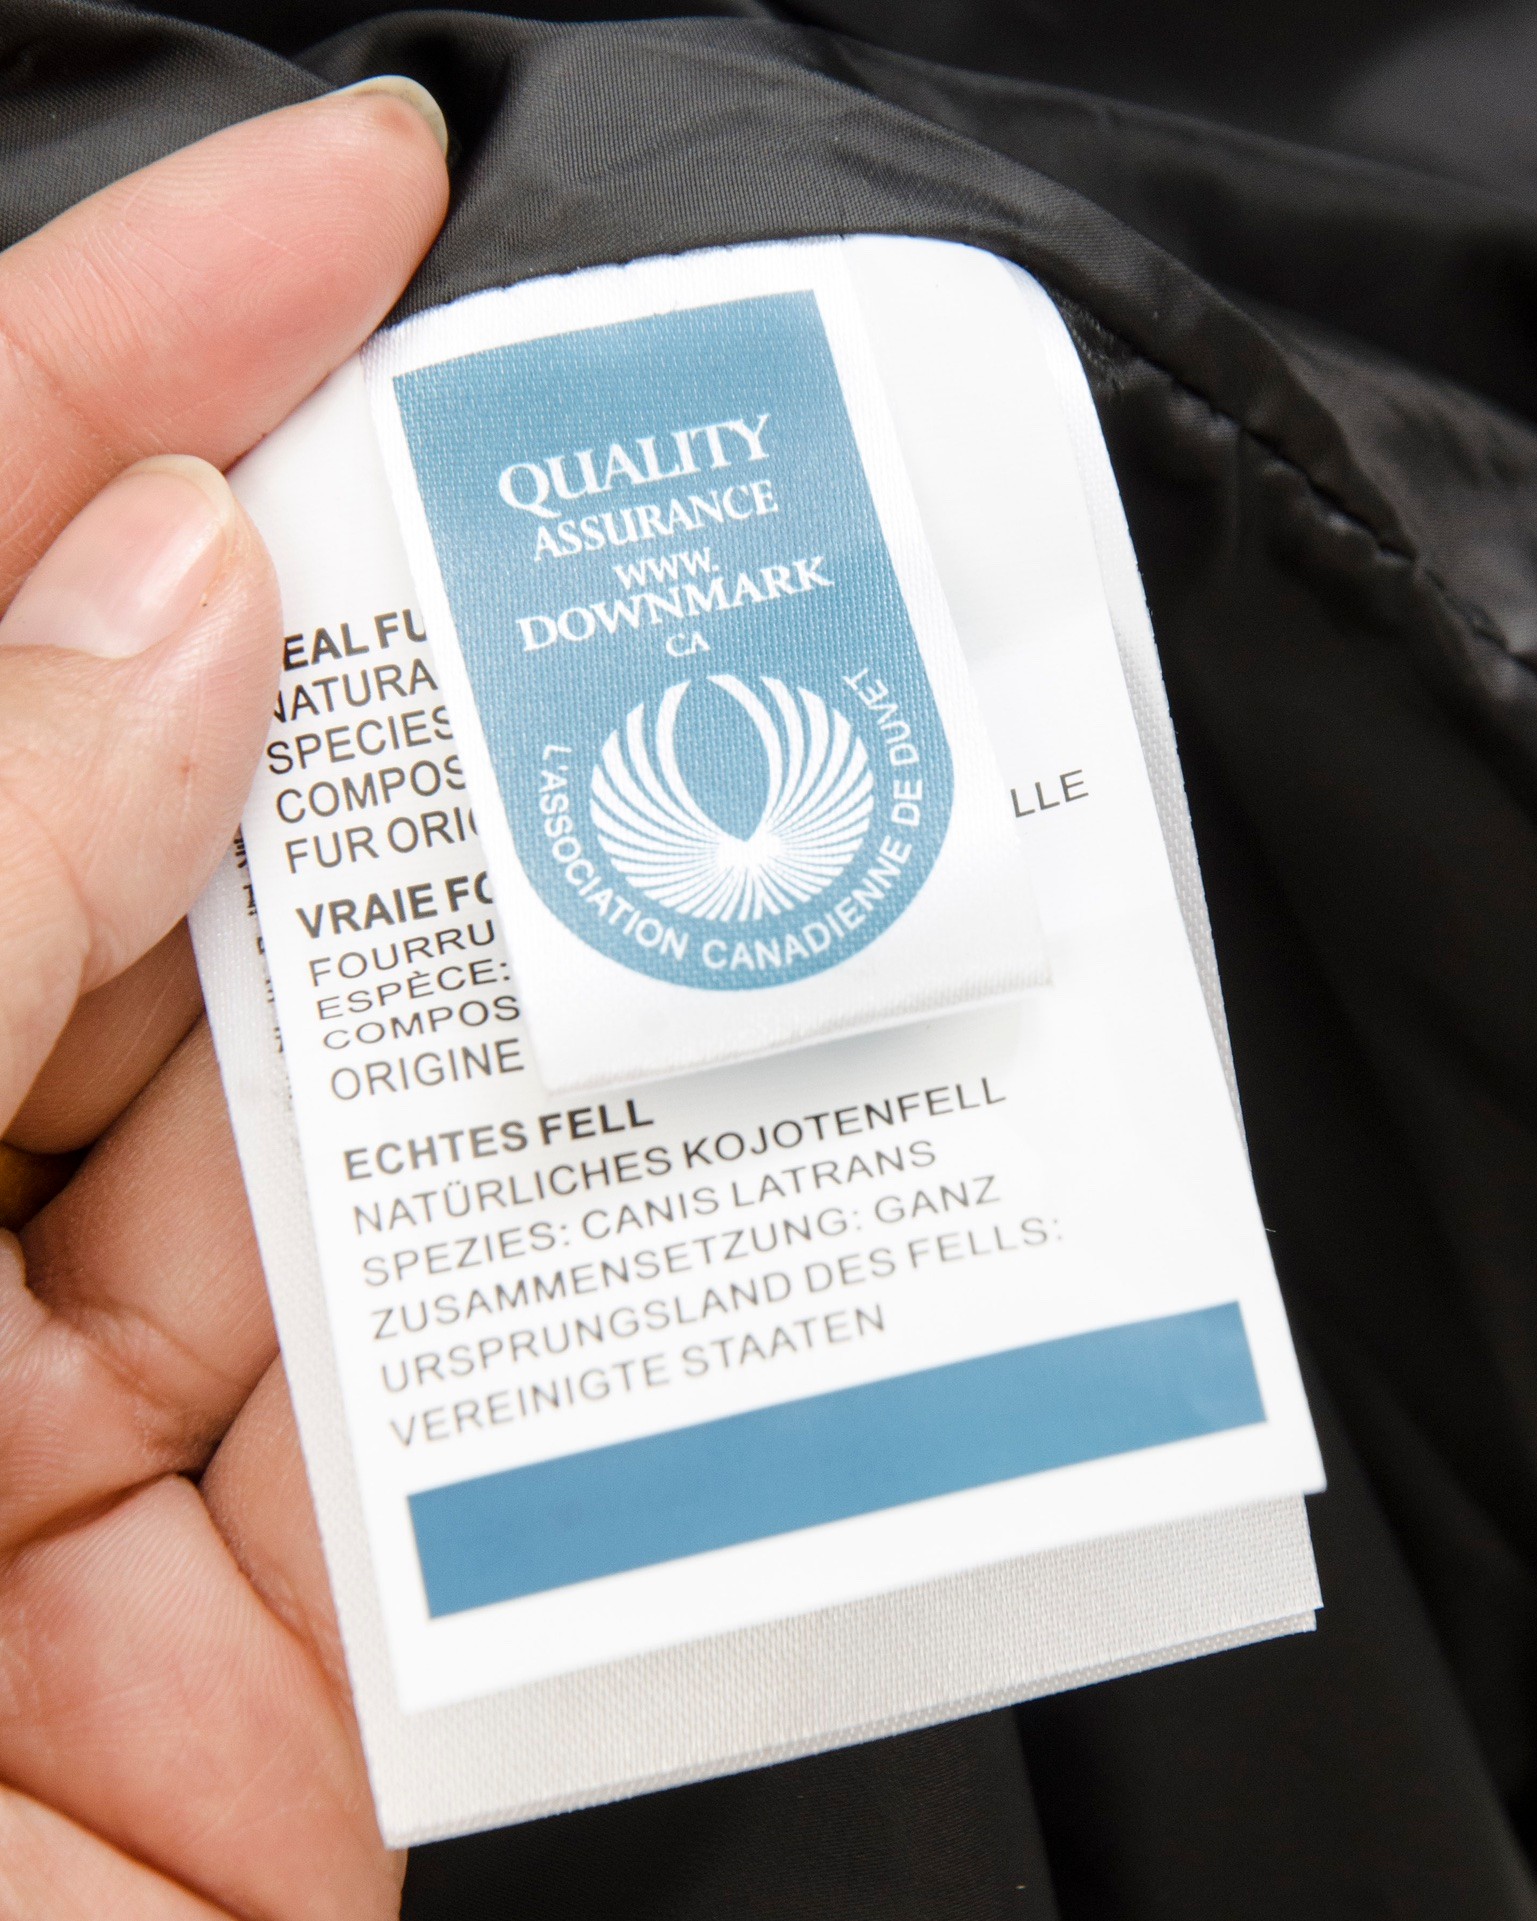 QUALITY
ASSURANCE
www.
DOWNMARK
CA
L'ASSOCIATION CANADIENNE DE DUVET
EAL FU
NATURA
SPECIES
COMPOS
FUR ORI
VRAIE FO
FOURRU
LLE
ESPÈCE:
COMPOS
ORIGINE
ECHTES FELL
NATÜRLICHES KOJOTENFELL
SPEZIES: CANIS LATRANS
ZUSAMMENSETZUNG: GANZ
URSPRUNGSLAND DES FELLS:
VEREINIGTE STAATEN